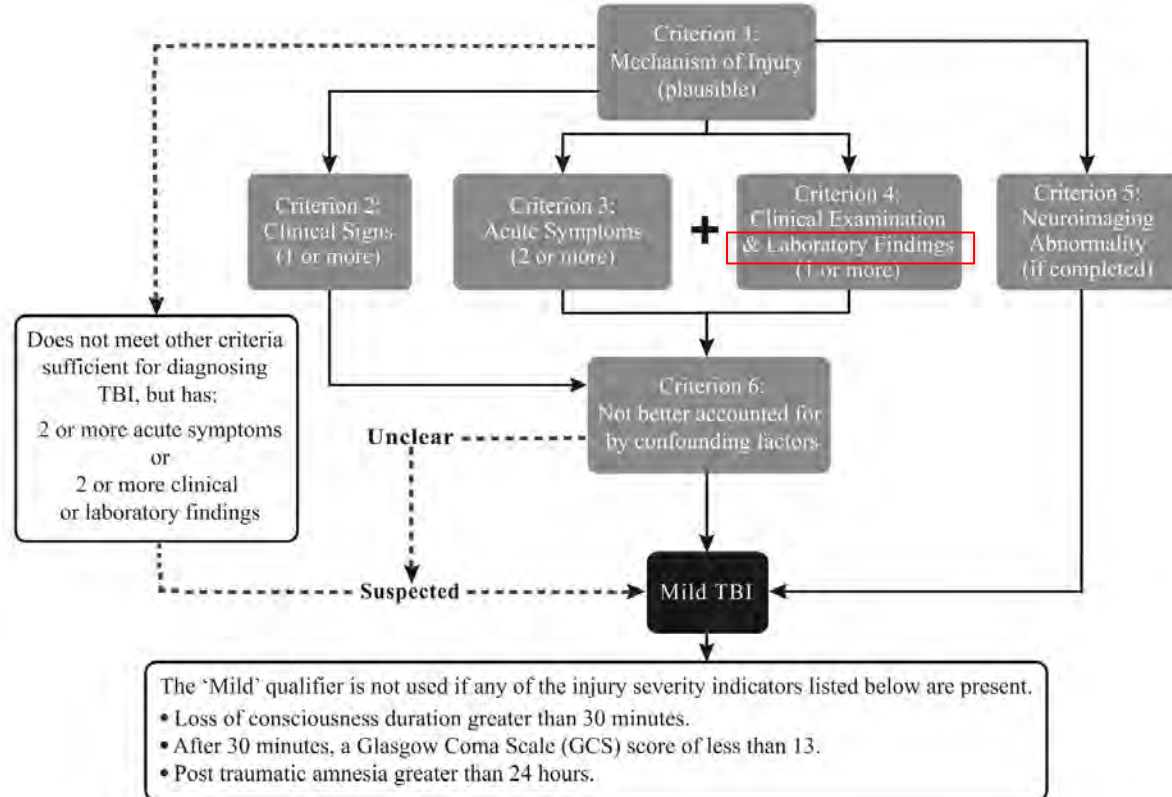 Criterion 1:
Mechanism of Injury
(plausible)
Criterion 2:
Clinical Signs
(1 or more)
Criterion 3:
Acute Symptoms
(2 or more)
+
Criterion 4:
Clinical Examination
& Laboratory Findings
(1 or more)
Criterion 5:
Neuroimaging
Abnormality
(if completed)
Does not meet other criteria
sufficient for diagnosing
TBI, but has:
2 or more acute symptoms
or
2 or more clinical
or laboratory findings
Criterion 6:
Not better accounted for
by confounding factors
Unclear
Suspected
Mild TBI
The ‘Mild’ qualifier is not used if any of the injury severity indicators listed below are present.
• Loss of consciousness duration greater than 30 minutes.
• After 30 minutes, a Glasgow Coma Scale (GCS) score of less than 13.
• Post traumatic amnesia greater than 24 hours.